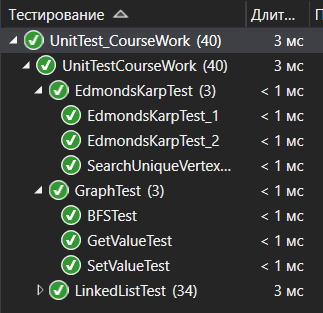 Тестирование Длит...
UnitTest_CourseWork (40) 3 мс
UnitTestCourseWork (40) 3 мс
EdmondsKarpTest (3) < 1 мс
EdmondsKarpTest_1 < 1 мс
EdmondsKarpTest_2 < 1 мс
SearchUniqueVertex... < 1 мс
GraphTest (3) < 1 мс
BFSTest < 1 мс
GetValueTest < 1 мс
SetValueTest < 1 мс
LinkedListTest (34) 3 мс